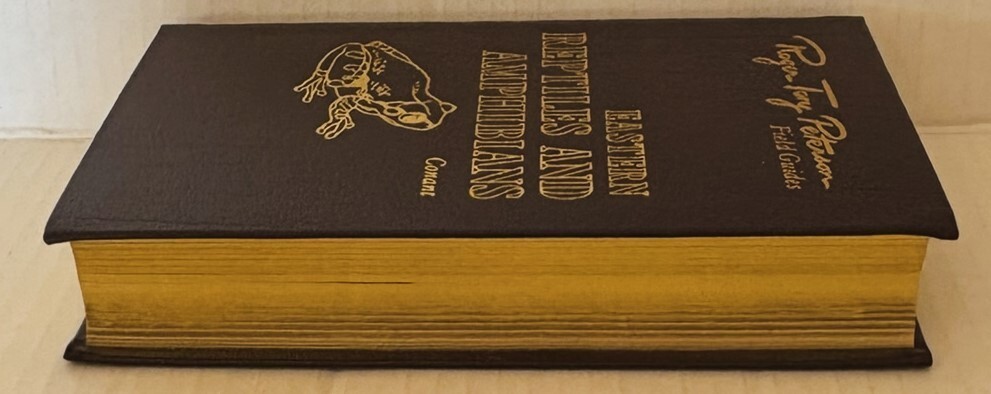 Roger Tory Peterson
Field Guides
EASTERN
REPTILES AND
AMPHIBIANS
Conant